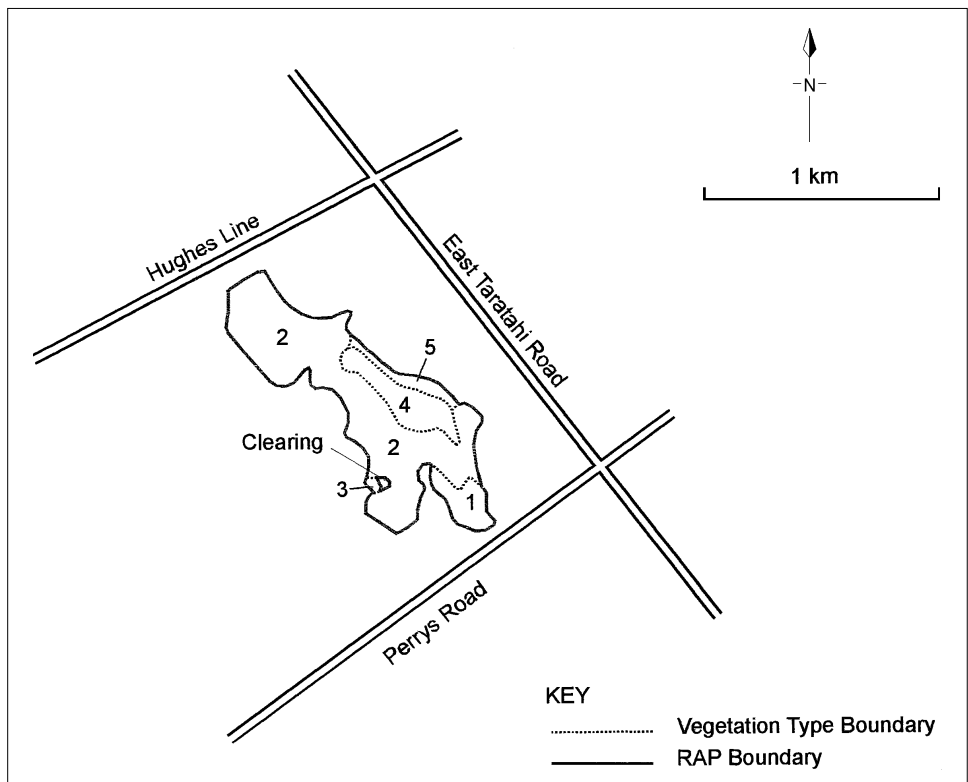 N
1 km
Hughes Line
East Taratahi Road
2
5
4
Clearing
2
3
1
Perrys Road
KEY
Vegetation Type Boundary
RAP Boundary